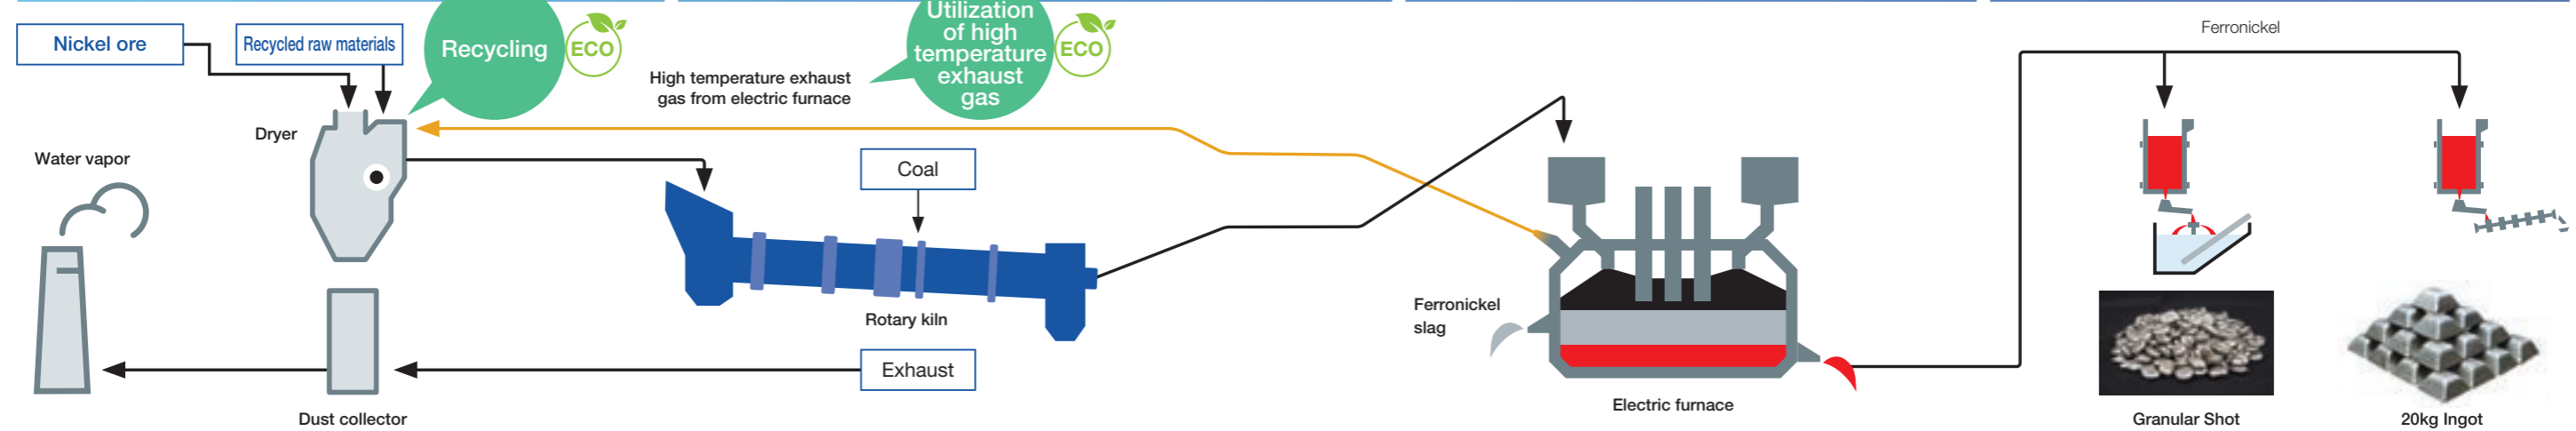 Nickel ore
Recycled raw materials
Recycling
ECO
High temperature exhaust
gas from electric furnace
Utilization
of high
temperature
exhaust
gas
ECO
Ferronickel
Dryer
Water vapor
Coal
Rotary kiln
Exhaust
Dust collector
Ferronickel
slag
Electric furnace
Granular Shot
20kg Ingot